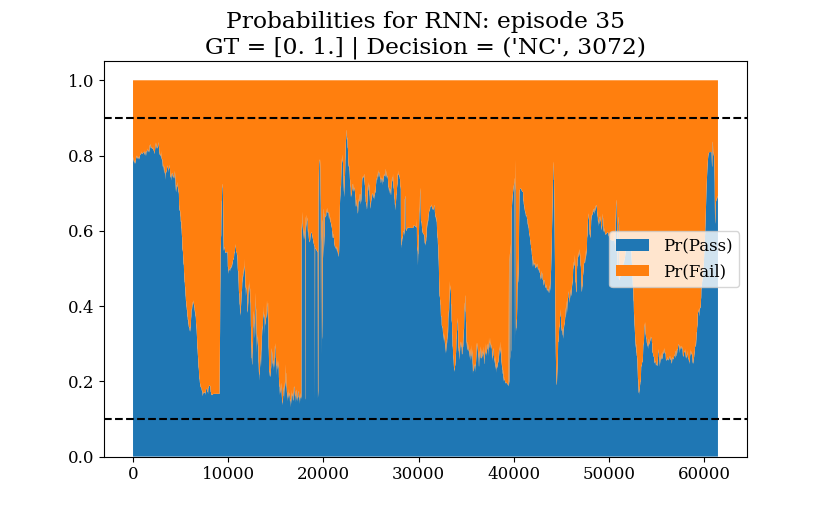 Probabilities for RNN: episode 35
GT = [0. 1.] | Decision = ('NC', 3072)
1.0
0.8
0.6
0.4
0.2
0.0
Pr(Pass)
Pr(Fail)
0 10000 20000 30000 40000 50000 60000